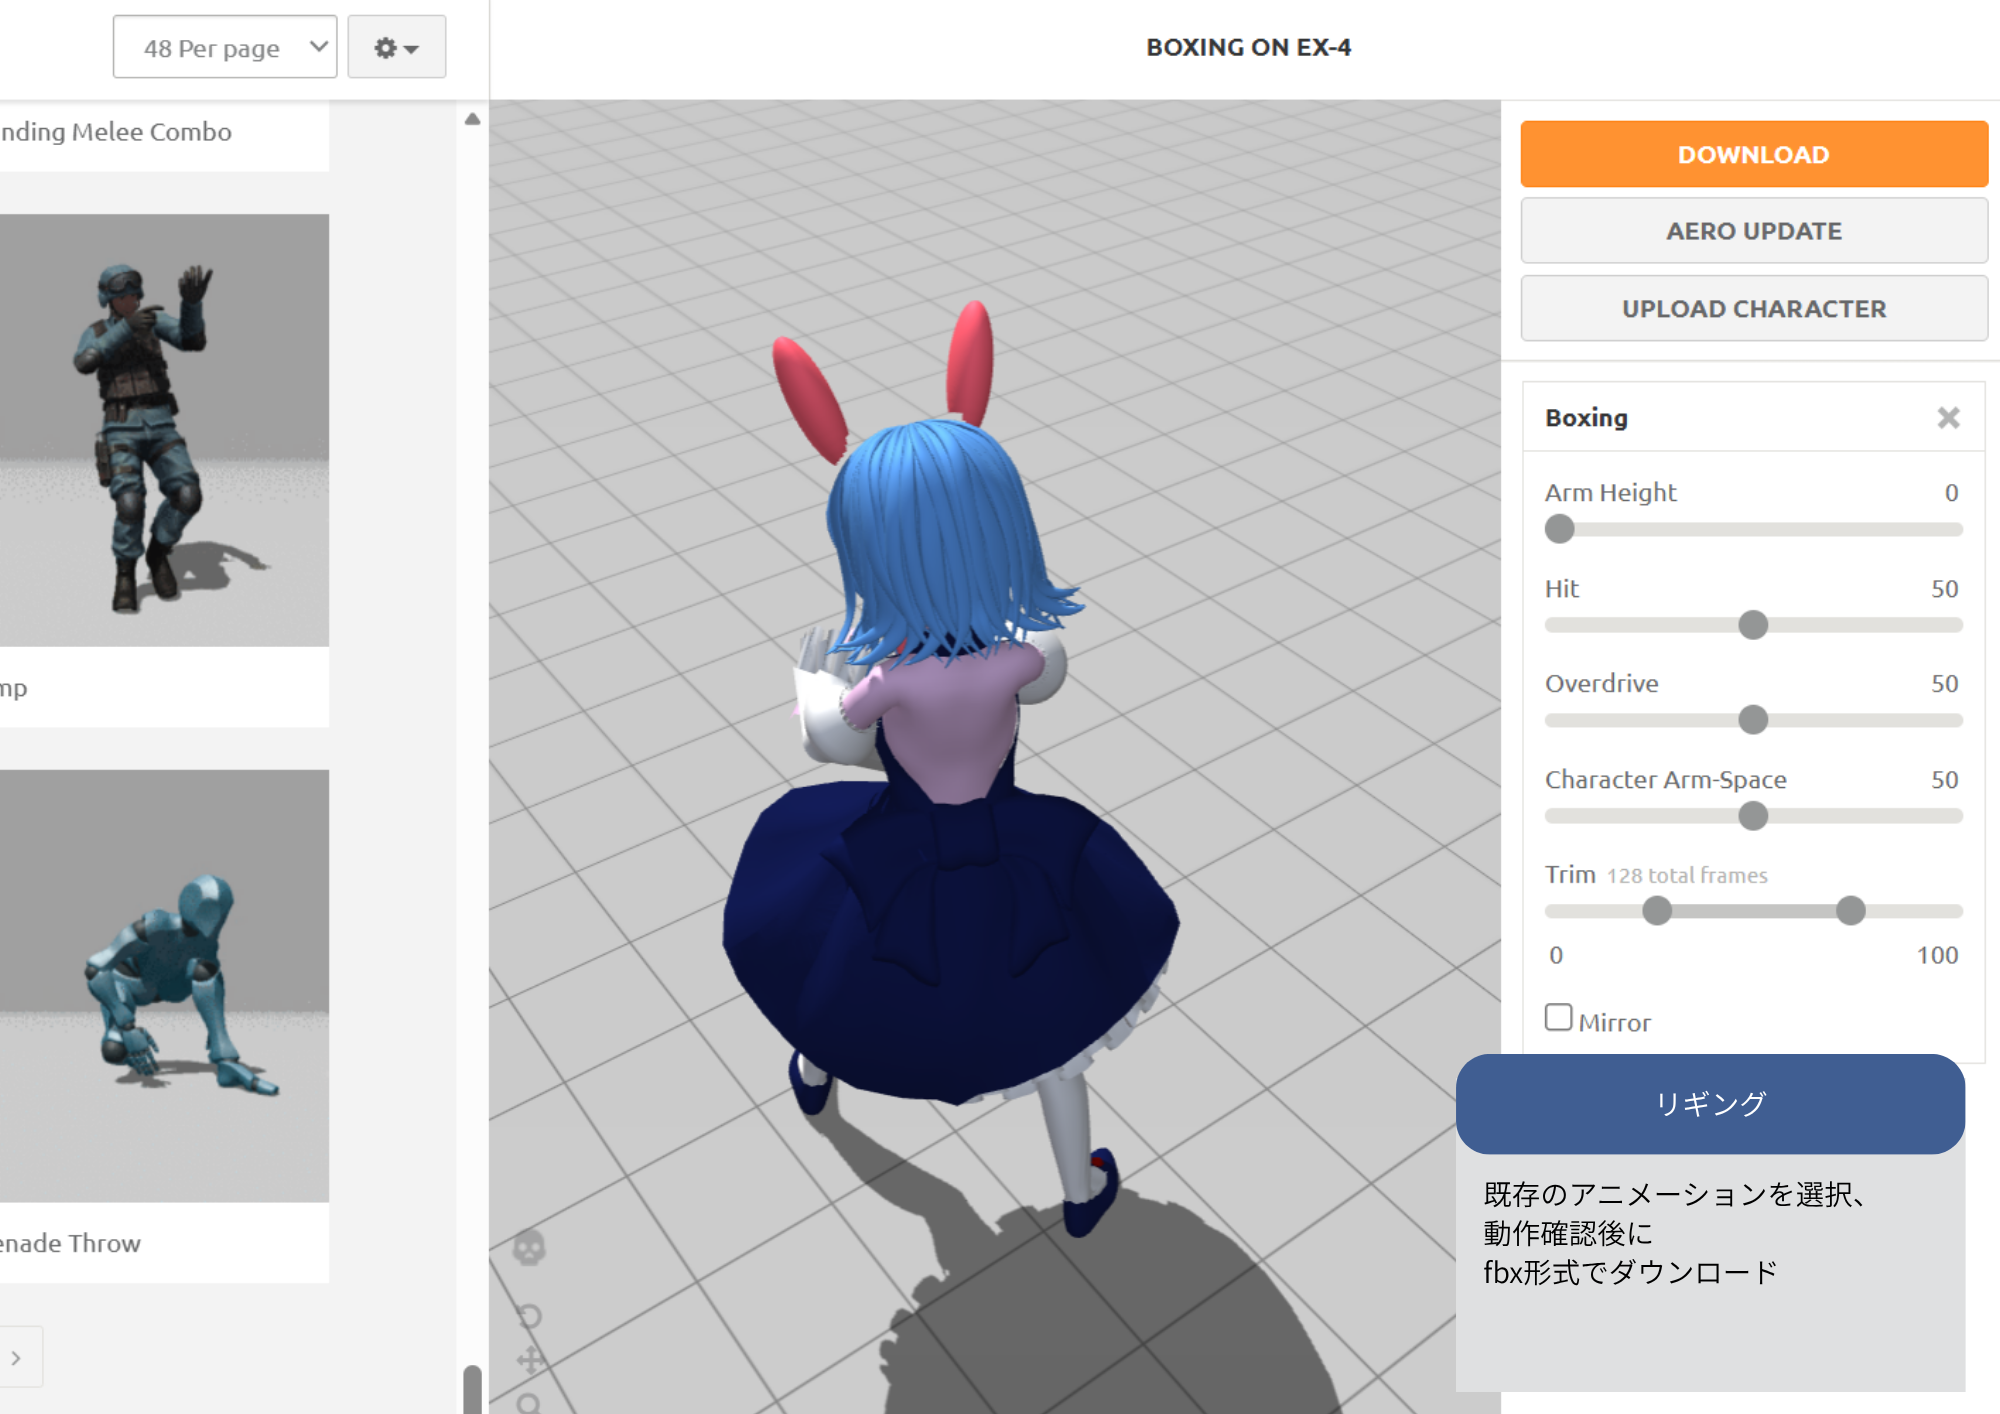 48 Per page
BOXING ON EX-4
nding Melee Combo
mp
enade Throw
DOWNLOAD
AERO UPDATE
UPLOAD CHARACTER
Boxing
Arm Height 0
Hit 50
Overdrive 50
Character Arm-Space 50
Trim 128 total frames
0 100
Mirror
リギング
既存のアニメーションを選択、
動作確認後に
fbx形式でダウンロード